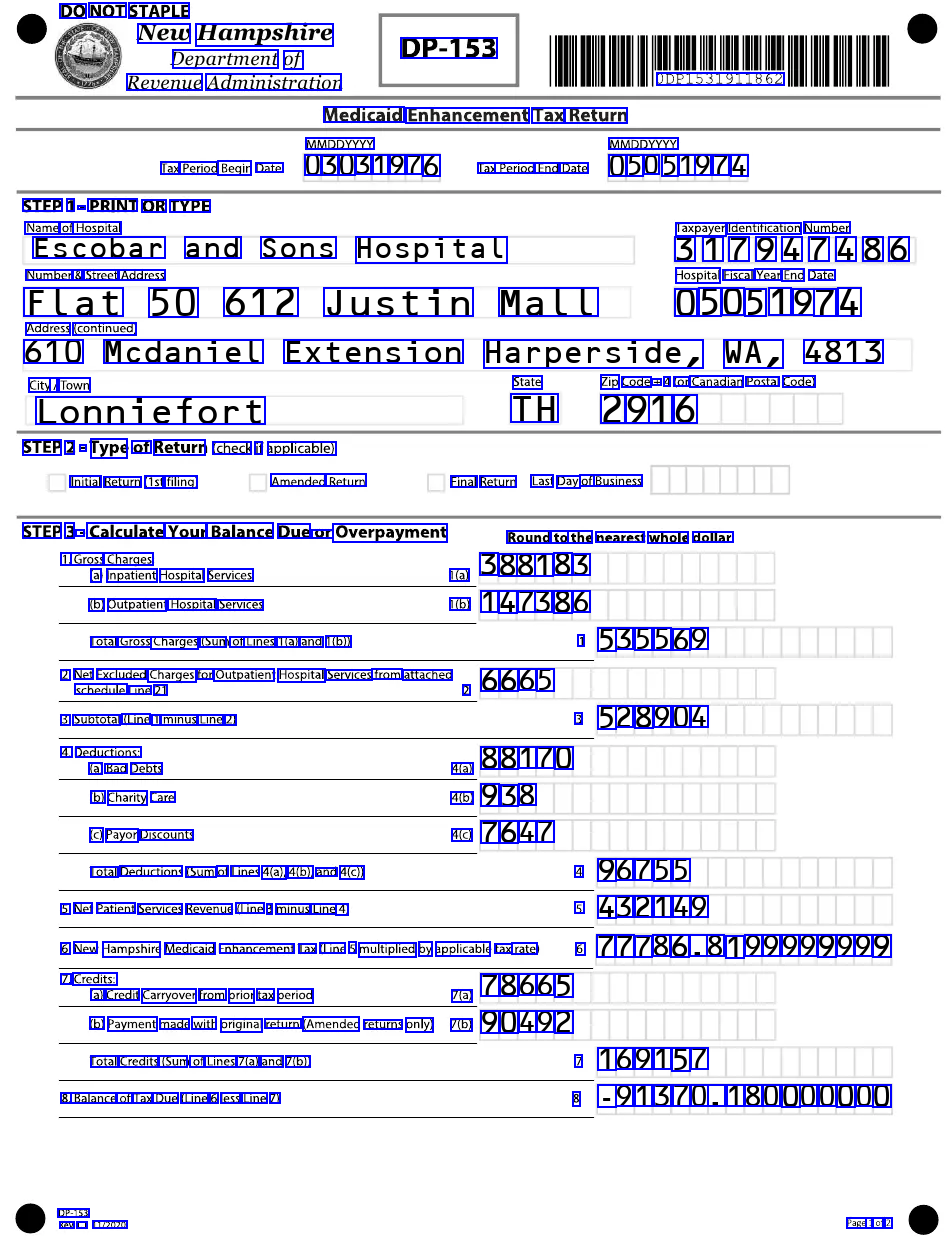 DO NOT STAPLE
New Hampshire
Department of
Revenue Administration
DP-153
0DP1531911862
Medicaid Enhancement Tax Return
MMDDYYYY MMDDYYYY
Tax Period Begin Date 03031976 Tax Period End Date 05051974
STEP 1 - PRINT OR TYPE
Name of Hospital Taxpayer Identification Number
Escobar and Sons Hospital 317947486
Number & Street Address Hospital Fiscal Year End Date
Flat 50 612 Justin Mall 05051974
Address (continued)
610 Mcdaniel Extension Harperside, WA, 4813
City / Town State Zip Code + 4 (or Canadian Postal Code)
Lonniefort TH 2916
STEP 2 - Type of Return (check if applicable)
Initial Return (1st filing Amended Return Final Return Last Day of Business
STEP 3 - Calculate Your Balance Due or Overpayment Round to the nearest whole dollar
1. Gross Charges
a) Inpatient Hospital Services 1(a) 388183
(b) Outpatient Hospital Services 1(b) 147386
Total Gross Charges (Sum of Lines 1(a) and 1(b)) 1 535569
2. Net Excluded Charges for Outpatient Hospital Services from attached
schedule Line 21 2 6665
3. Subtotal (Line 1 minus Line 2) 3 528904
4. Deductions:
(a) Bad Debts 4(a) 88170
b) Charity Care 4(b) 938
(c) Payor Discounts 4(c) 7647
Total Deductions (Sum of Lines 4(a), 4(b), and 4(c)) 4 96755
5. Net Patient Services Revenue (Line 3 minus Line 4) 5 432149
6. New Hampshire Medicaid Enhancement Tax (Line 5 multiplied by applicable tax rate) 6 77786.8199999999
7. Credits:
a) Credit Carryover from prior tax period 7(a) 78665
(b) Payment made with original return (Amended returns only) 7(b) 90492
Total Credits (Sum of Lines 7(a) and 7(b)) 7 169157
8. Balance of Tax Due (Line 6 less Line 7) 8 -91370.180000000
DP-153
Rev 11/2020 Page 1 of 2